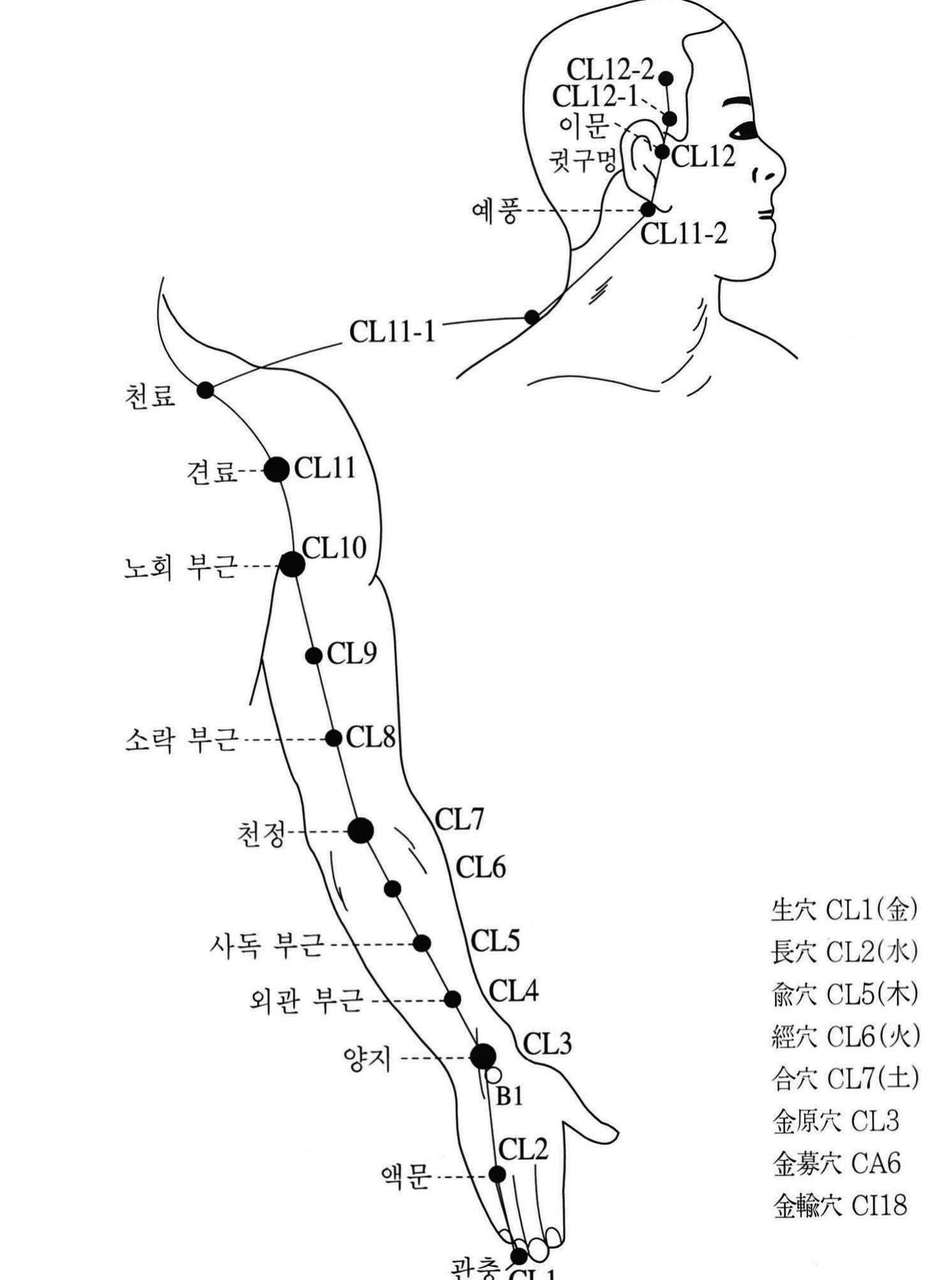 CL12-2
CL12-1
이문
귓구멍
CL12
예풍
CL11-2
CL11-1
천료
견료
CL11
CL10
노회 부근
CL9
소락 부근
CL8
CL7
천정
CL6
사독 부근
CL5
외관 부근
CL4
양지
CL3
B1
CL2
액문
관충
CL1
生穴 CL1(金)
長穴 CL2(水)
兪穴 CL5(木)
經穴 CL6(火)
合穴 CL7(土)
金原穴 CL3
金募穴 CA6
金輸穴 CI18